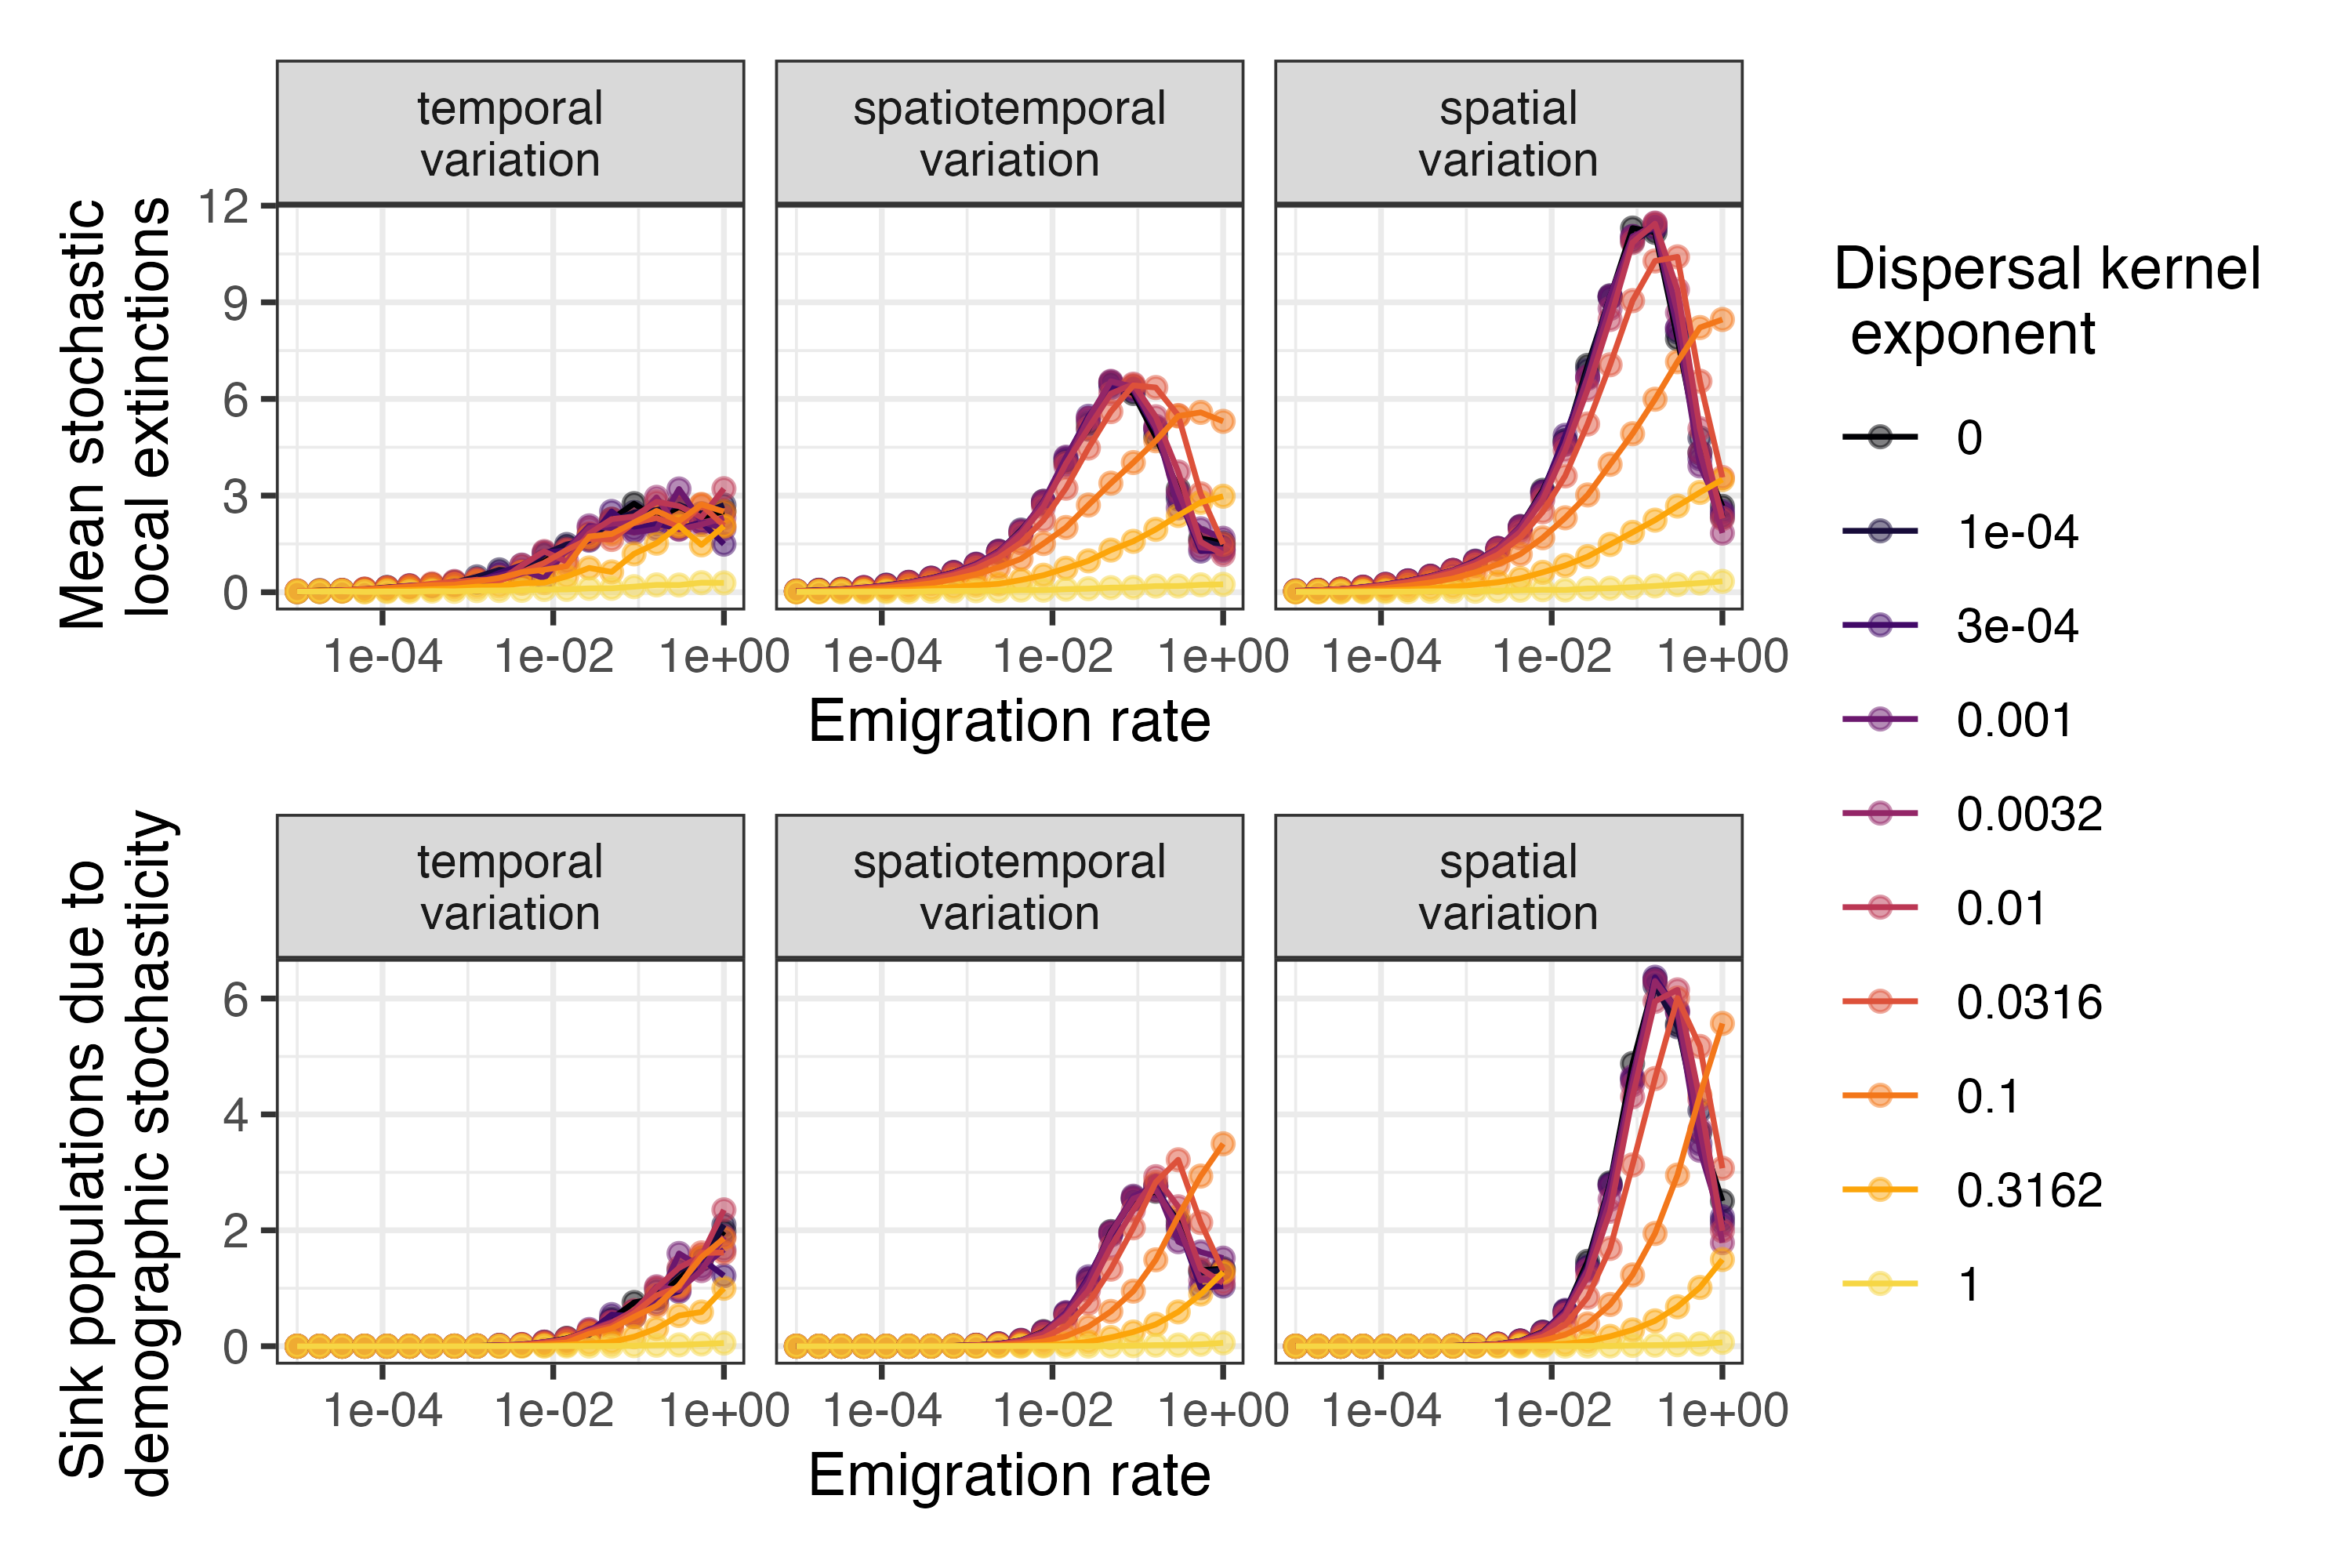 temporal
variation
spatiotemporal
variation
spatial
variation
Mean stochastic
local extinctions
12
9
6
3
0
1e-04 1e-02 1e+00 1e-04 1e-02 1e+00 1e-04 1e-02 1e+00
Emigration rate
temporal
variation
spatiotemporal
variation
spatial
variation
Sink populations due to
demographic stochasticity
6
4
2
0
1e-04 1e-02 1e+00 1e-04 1e-02 1e+00 1e-04 1e-02 1e+00
Emigration rate
Dispersal kernel
exponent
0
1e-04
3e-04
0.001
0.0032
0.01
0.0316
0.1
0.3162
1